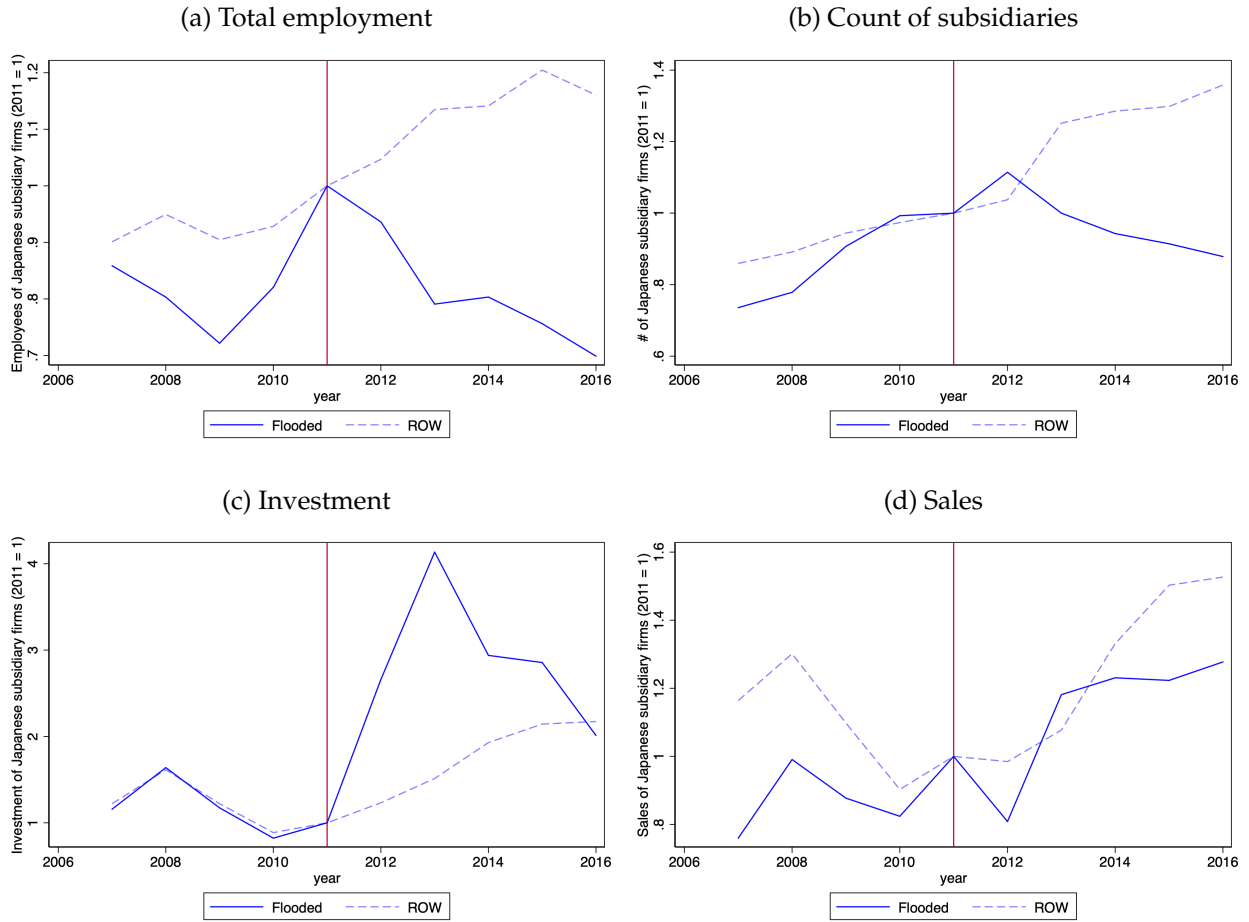 (a) Total employment
Employees of Japanese subsidiary firms (2011 = 1)
1.2
1.1
1
.9
.8
.7
2006 2008 2010 2012 2014 2016
year
Flooded ROW
(b) Count of subsidiaries
# of Japanese subsidiary firms (2011 = 1)
1.4
1.2
1
.8
.6
2006 2008 2010 2012 2014 2016
year
Flooded ROW
(c) Investment
Investment of Japanese subsidiary firms (2011 = 1)
4
3
2
1
2006 2008 2010 2012 2014 2016
year
Flooded ROW
(d) Sales
Sales of Japanese subsidiary firms (2011 = 1)
1.6
1.4
1.2
1
.8
2006 2008 2010 2012 2014 2016
year
Flooded ROW